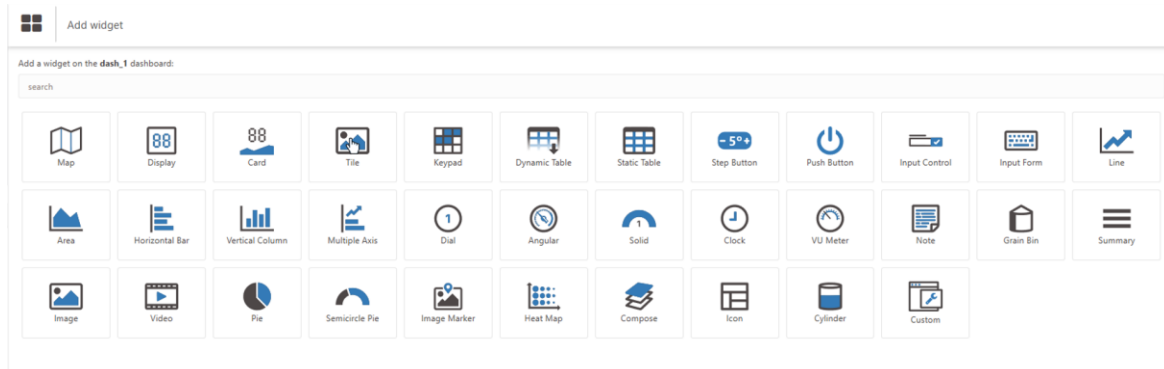 Add widget
Add a widget on the dash_1 dashboard:
search
88 88 - 5° +
Map Display Card Tile Keypad Dynamic Table Static Table Step Button Push Button Input Control Input Form Line
1 1
Area Horizontal Bar Vertical Column Multiple Axis Dial Angular Solid Clock VU Meter Note Grain Bin Summary
Image Video Pie Semicircle Pie Image Marker Heat Map Compose Icon Cylinder Custom